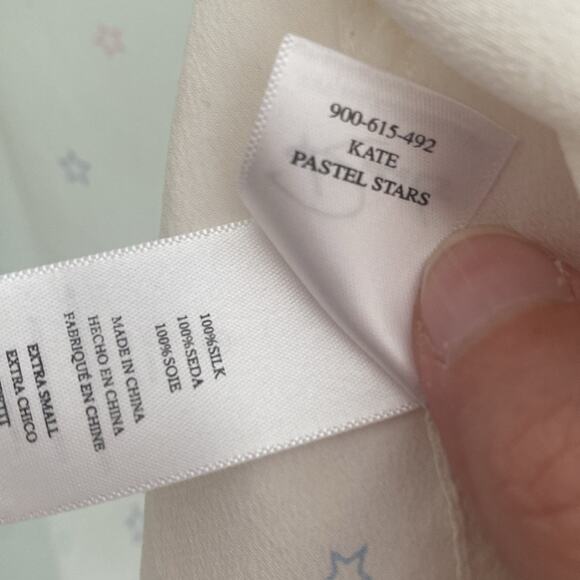 900-615-492
KATE
PASTEL STARS
100%SILK
100%SEDA
100%SOIE
MADE IN CHINA
HECHO EN CHINA
FABRIQUÉ EN CHINE
EXTRA SMALL
EXTRA CHICO